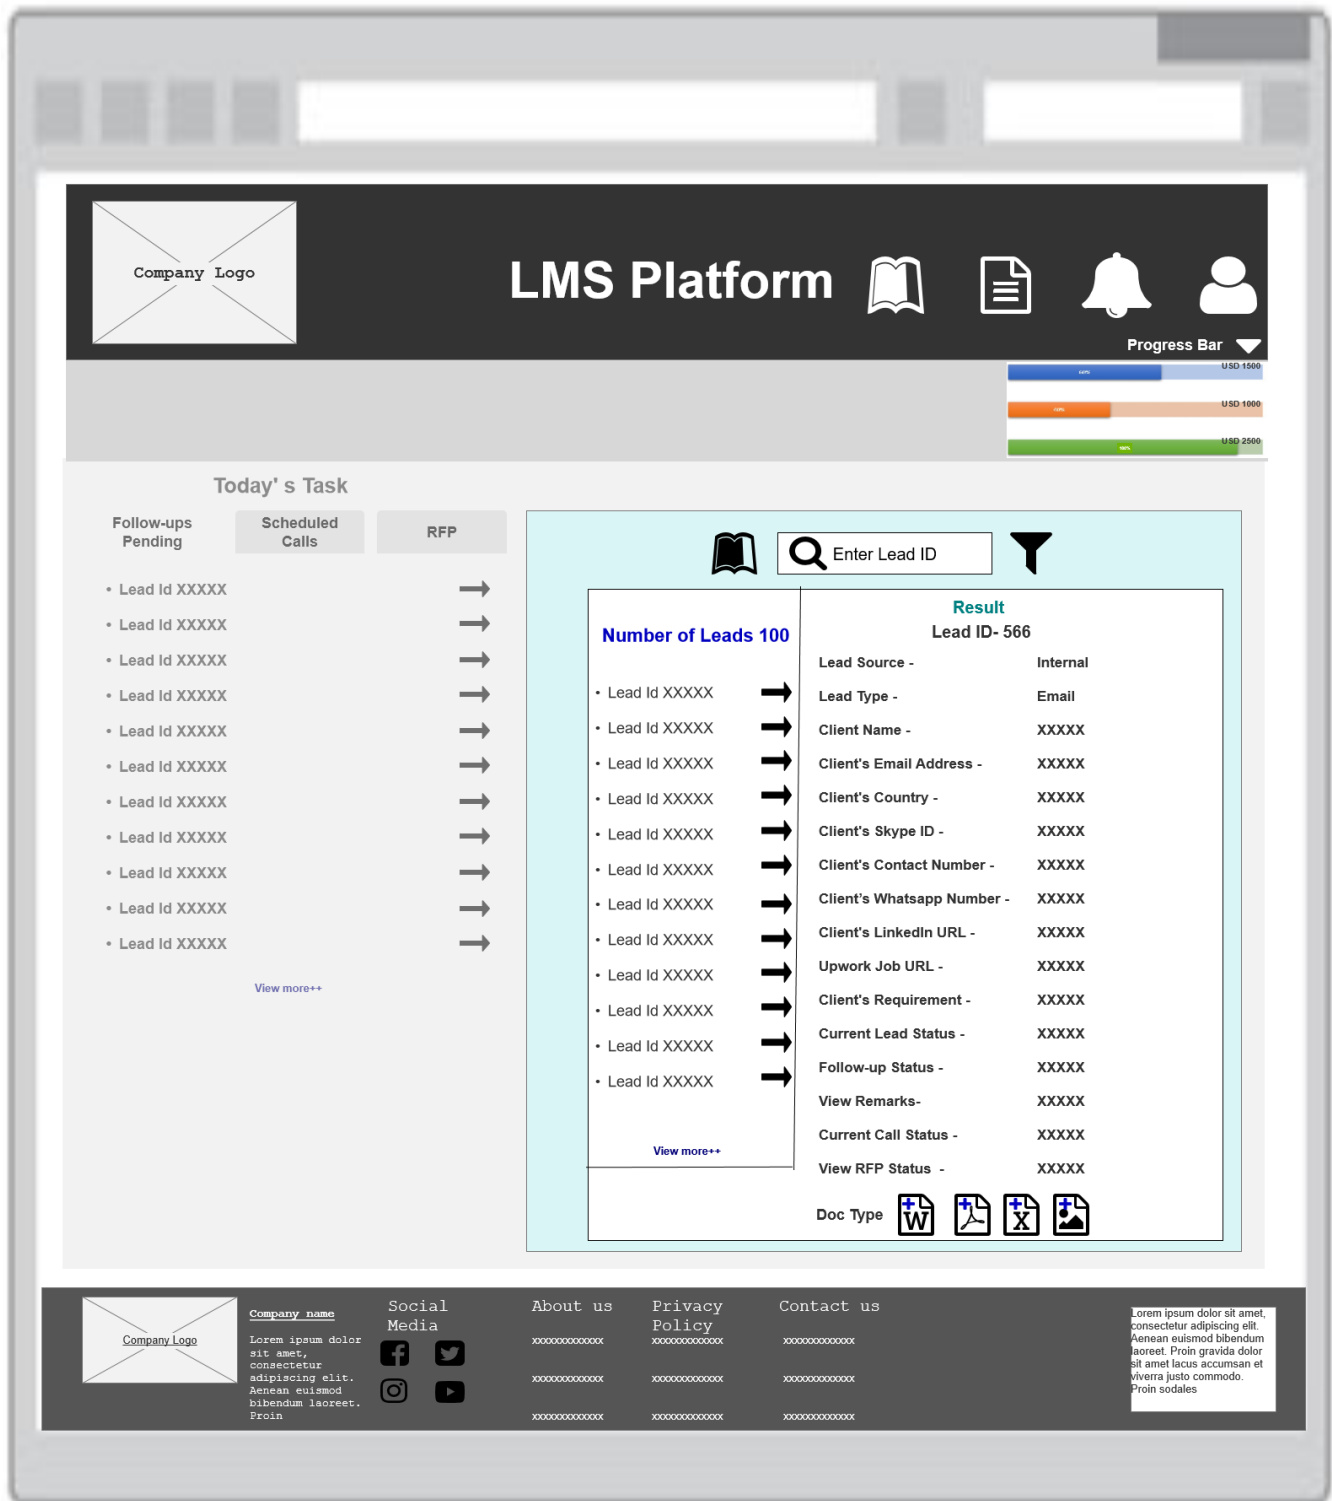 Company Logo
LMS Platform
Progress Bar
USD 1500
USD 1000
USD 2500
Today' s Task
Follow-ups
Pending
Scheduled
Calls
RFP
• Lead Id XXXXX
• Lead Id XXXXX
• Lead Id XXXXX
• Lead Id XXXXX
• Lead Id XXXXX
• Lead Id XXXXX
• Lead Id XXXXX
• Lead Id XXXXX
• Lead Id XXXXX
• Lead Id XXXXX
• Lead Id XXXXX
View more++
Enter Lead ID
Number of Leads 100
• Lead Id XXXXX
• Lead Id XXXXX
• Lead Id XXXXX
• Lead Id XXXXX
• Lead Id XXXXX
• Lead Id XXXXX
• Lead Id XXXXX
• Lead Id XXXXX
• Lead Id XXXXX
• Lead Id XXXXX
• Lead Id XXXXX
• Lead Id XXXXX
View more++
Result
Lead ID- 566
Lead Source - Internal
Lead Type - Email
Client Name - XXXXX
Client's Email Address - XXXXX
Client's Country - XXXXX
Client's Skype ID - XXXXX
Client's Contact Number - XXXXX
Client’s Whatsapp Number - XXXXX
Client's LinkedIn URL - XXXXX
Upwork Job URL - XXXXX
Client's Requirement - XXXXX
Current Lead Status - XXXXX
Follow-up Status - XXXXX
View Remarks- XXXXX
Current Call Status - XXXXX
View RFP Status - XXXXX
Doc Type W X
Company Logo
Company name
Lorem ipsum dolor
sit amet,
consectetur
adipiscing elit.
Aenean euismod
bibendum laoreet.
Proin
Social
Media
About us
xxxxxxxxxxxxx
xxxxxxxxxxxxx
xxxxxxxxxxxxx
Privacy
Policy
xxxxxxxxxxxxx
xxxxxxxxxxxxx
xxxxxxxxxxxxx
Contact us
xxxxxxxxxxxxx
xxxxxxxxxxxxx
xxxxxxxxxxxxx
Lorem ipsum dolor sit amet,
consectetur adipiscing elit.
Aenean euismod bibendum
laoreet. Proin gravida dolor
sit amet lacus accumsan et
viverra justo commodo.
Proin sodales